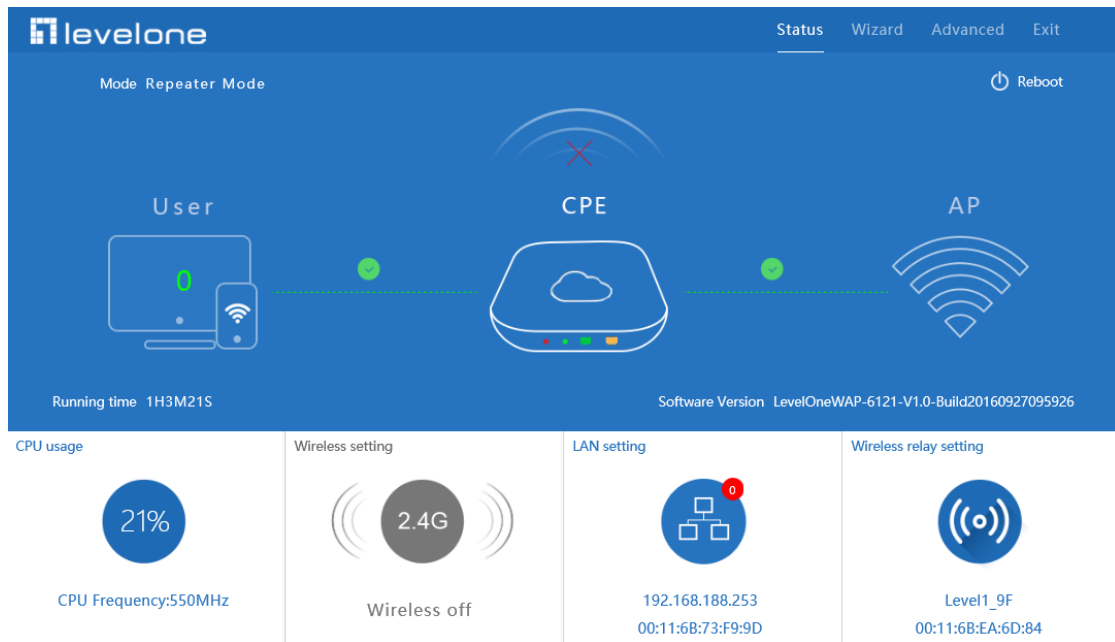 levelone
Status Wizard Advanced Exit
Mode Repeater Mode
Reboot
User
CPE
AP
0
Running time 1H3M21S
Software Version LevelOneWAP-6121-V1.0-Build20160927095926
CPU usage
21%
CPU Frequency:550MHz
Wireless setting
2.4G
Wireless off
LAN setting
0
192.168.188.253
00:11:6B:73:F9:9D
Wireless relay setting
Level1_9F
00:11:6B:EA:6D:84